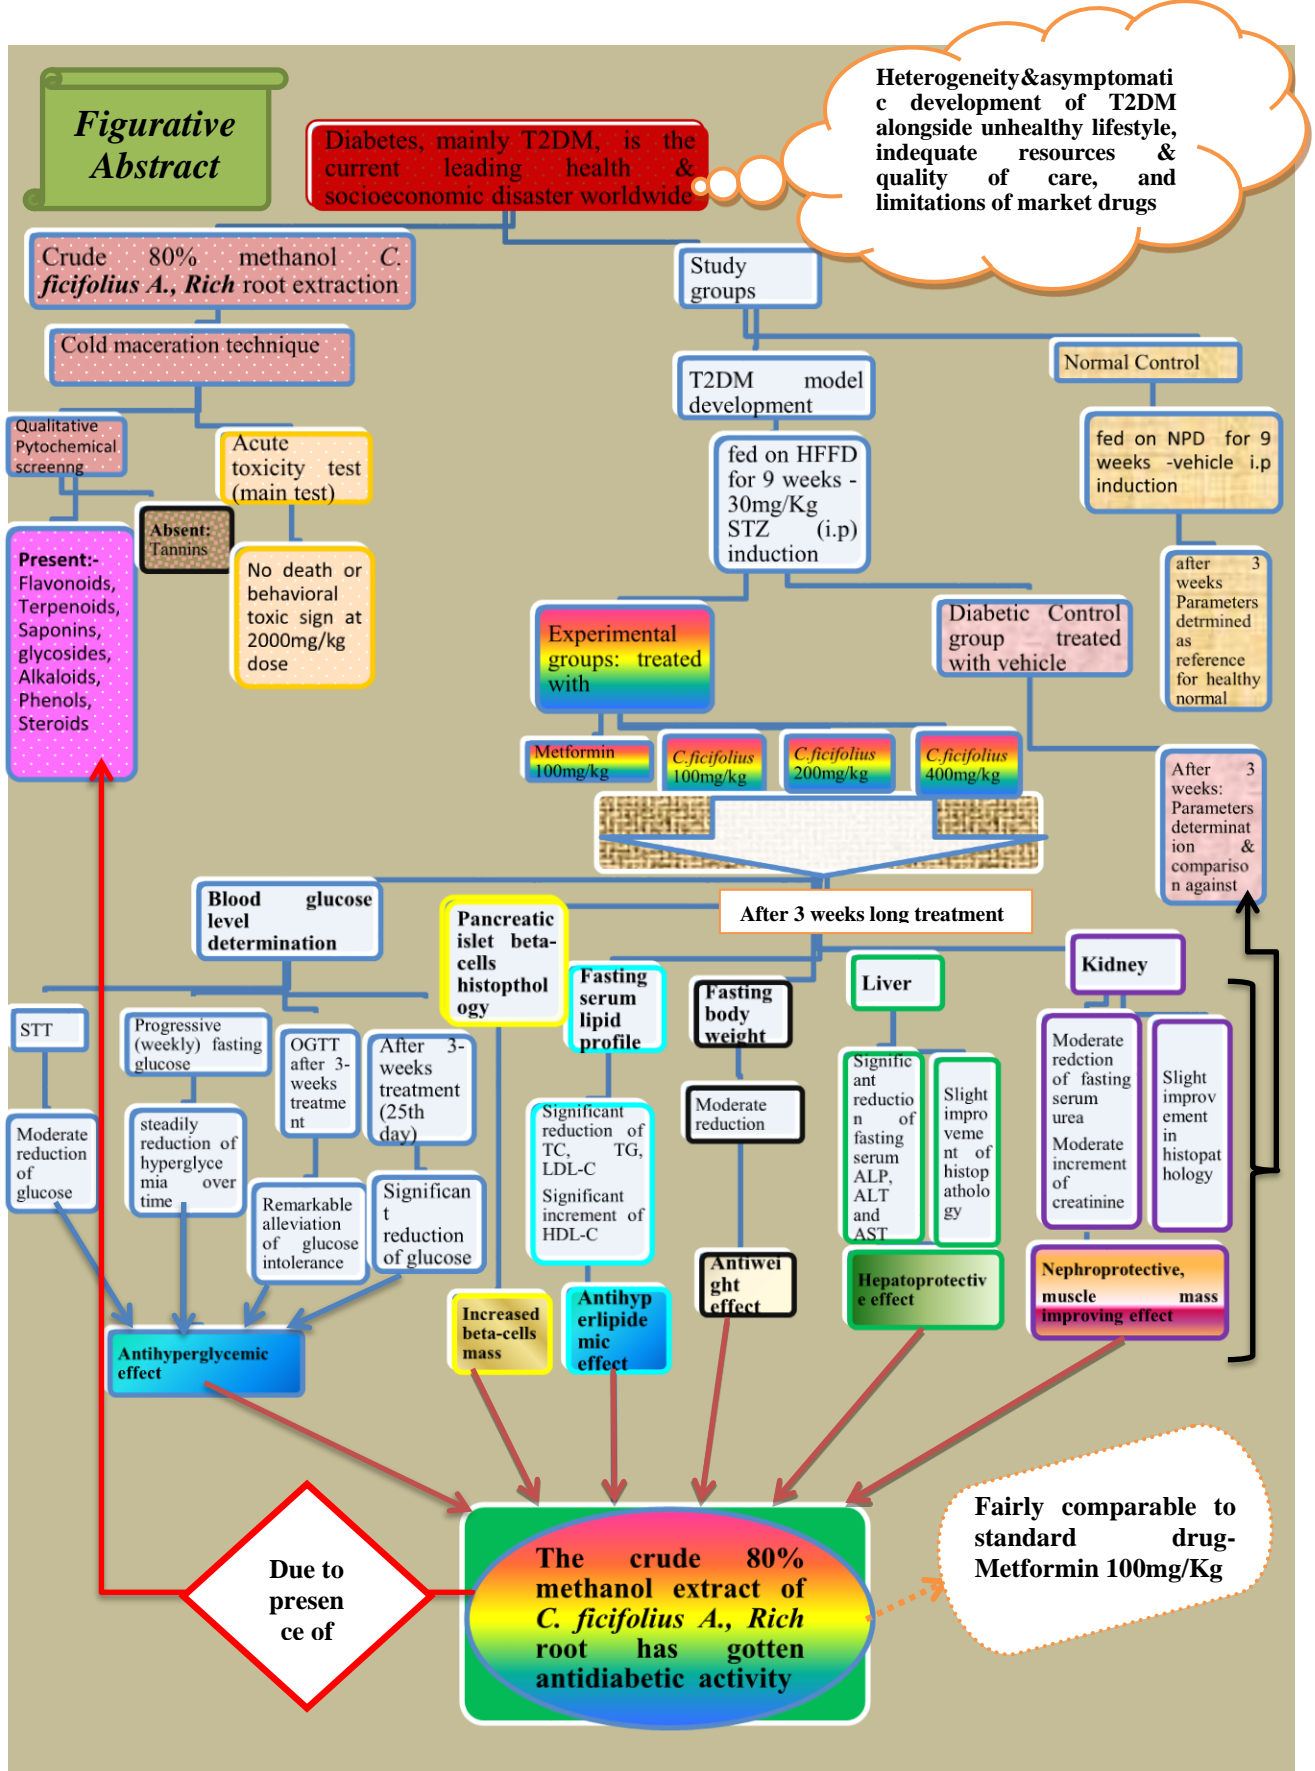 Figurative
Abstract
Diabetes, mainly T2DM, is the
current leading health &
socioeconomic disaster worldwide
Heterogeneity&asymptomati
c development of T2DM
alongside unhealthy lifestyle,
indequate resources &
quality of care, and
limitations of market drugs
Crude 80% methanol C.
ficifolius A., Rich root extraction
Study
groups
Cold maceration technique
Normal Control
T2DM model
development
Qualitative
Pytochemical
screenng
Acute
toxicity test
(main test)
fed on HFFD
for 9 weeks -
30mg/Kg
STZ (i.p)
induction
fed on NPD for 9
weeks -vehicle i.p
induction
Absent:
Tannins
Present:-
Flavonoids,
Terpenoids,
Saponins,
glycosides,
Alkaloids,
Phenols,
Steroids
No death or
behavioral
toxic sign at
2000mg/kg
dose
after 3
weeks
Parameters
detrmined
as
reference
for healthy
normal
Experimental
groups: treated
with
Diabetic Control
group treated
with vehicle
Metformin
100mg/kg
C.ficifolius
100mg/kg
C.ficifolius
200mg/kg
C.ficifolius
400mg/kg
After 3
weeks:
Parameters
determinat
ion &
compariso
n against
Blood glucose
level
determination
Pancreatic
islet beta-
cells
histopthol
ogy
After 3 weeks long treatment
Fasting
serum
lipid
profile
Fasting
body
weight
Liver
Kidney
STT
Progressive
(weekly) fasting
glucose
OGTT
after 3-
weeks
treatme
nt
After 3-
weeks
treatment
(25th
day)
Moderate
reduction
of
glucose
steadily
reduction of
hyperglyce
mia over
time
Remarkable
alleviation
of glucose
intolerance
Significan
t
reduction
of glucose
Significant
reduction of
TC, TG,
LDL-C
Significant
increment of
HDL-C
Moderate
reduction
Signific
ant
reductio
n of
fasting
serum
ALP,
ALT
and
AST
Slight
impro
veme
nt of
histop
atholo
gy
Moderate
redction
of fasting
serum
urea
Moderate
increment
of
creatinine
Slight
improv
ement
in
histopat
hology
Antihyperglycemic
effect
Increased
beta-cells
mass
Antihyp
erlipide
mic
effect
Antiwei
ght
effect
Hepatoprotectiv
e effect
Nephroprotective,
muscle mass
improving effect
Due to
presen
ce of
The crude 80%
methanol extract of
C. ficifolius A., Rich
root has gotten
antidiabetic activity
Fairly comparable to
standard drug-
Metformin 100mg/Kg